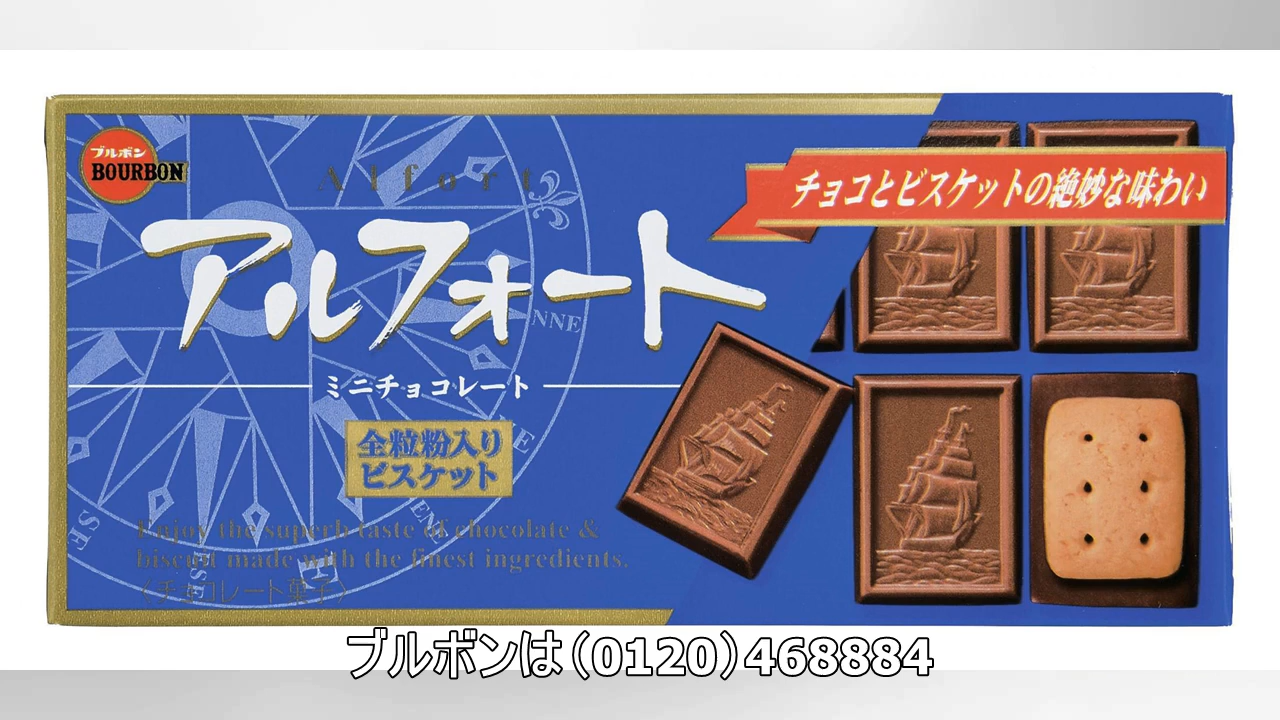 ブルボン
BOURBON
Alfort
チョコとビスケットの絶妙な味わい
アルフォート
NNE
ミニチョコレート
全粒粉入り
ビスケット
E
SE
Enjoy the superb taste of chocolate &
biscuit made with the finest ingredients.
(チョコレート菓子)
ブルボンは(0120)468884